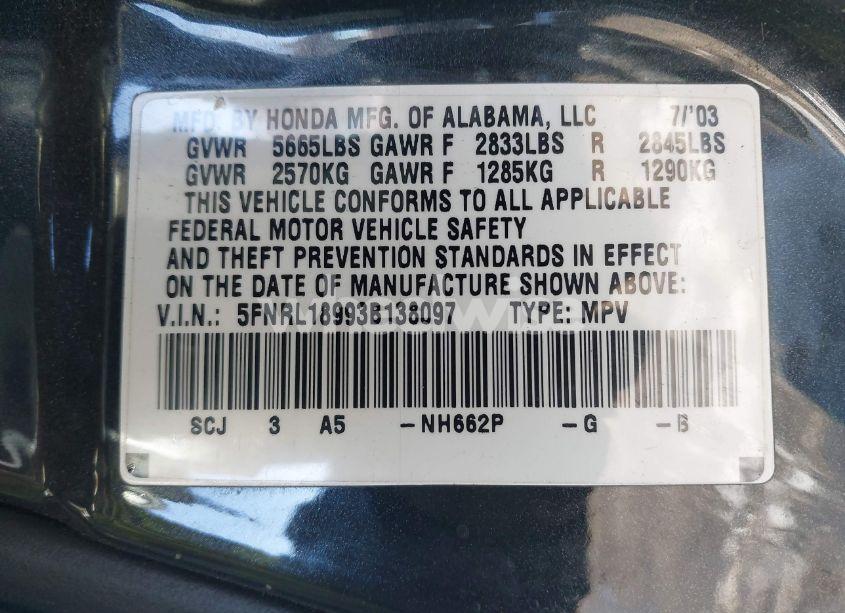 MFD. BY HONDA MFG. OF ALABAMA, LLC 7/'03
GVWR 5665LBS GAWR F 2833LBS R 2845LBS
GVWR 2570KG GAWR F 1285KG R 1290KG
THIS VEHICLE CONFORMS TO ALL APPLICABLE
FEDERAL MOTOR VEHICLE SAFETY
AND THEFT PREVENTION STANDARDS IN EFFECT
ON THE DATE OF MANUFACTURE SHOWN ABOVE:
V.I.N.: 5FNRL18993B138097 TYPE: MPV
SCJ 3 A5 -NH662P -G -B